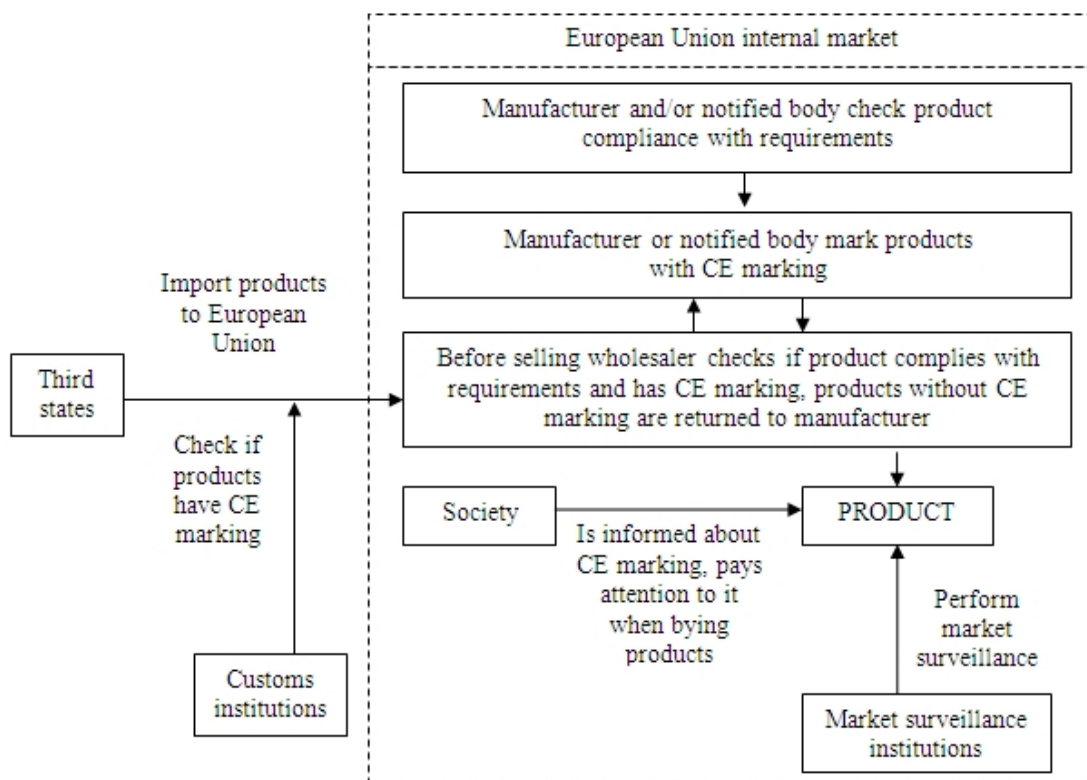 European Union internal market
Manufacturer and/or notified body check product
compliance with requirements
Manufacturer or notified body mark products
with CE marking
Import products
to European
Union
Before selling wholesaler checks if product complies with
requirements and has CE marking, products without CE
marking are returned to manufacturer
Third
states
Check if
products
have CE
marking
Society
PRODUCT
Is informed about
CE marking, pays
attention to it
when bying
products
Perform
market
surveillance
Customs
institutions
Market surveillance
institutions